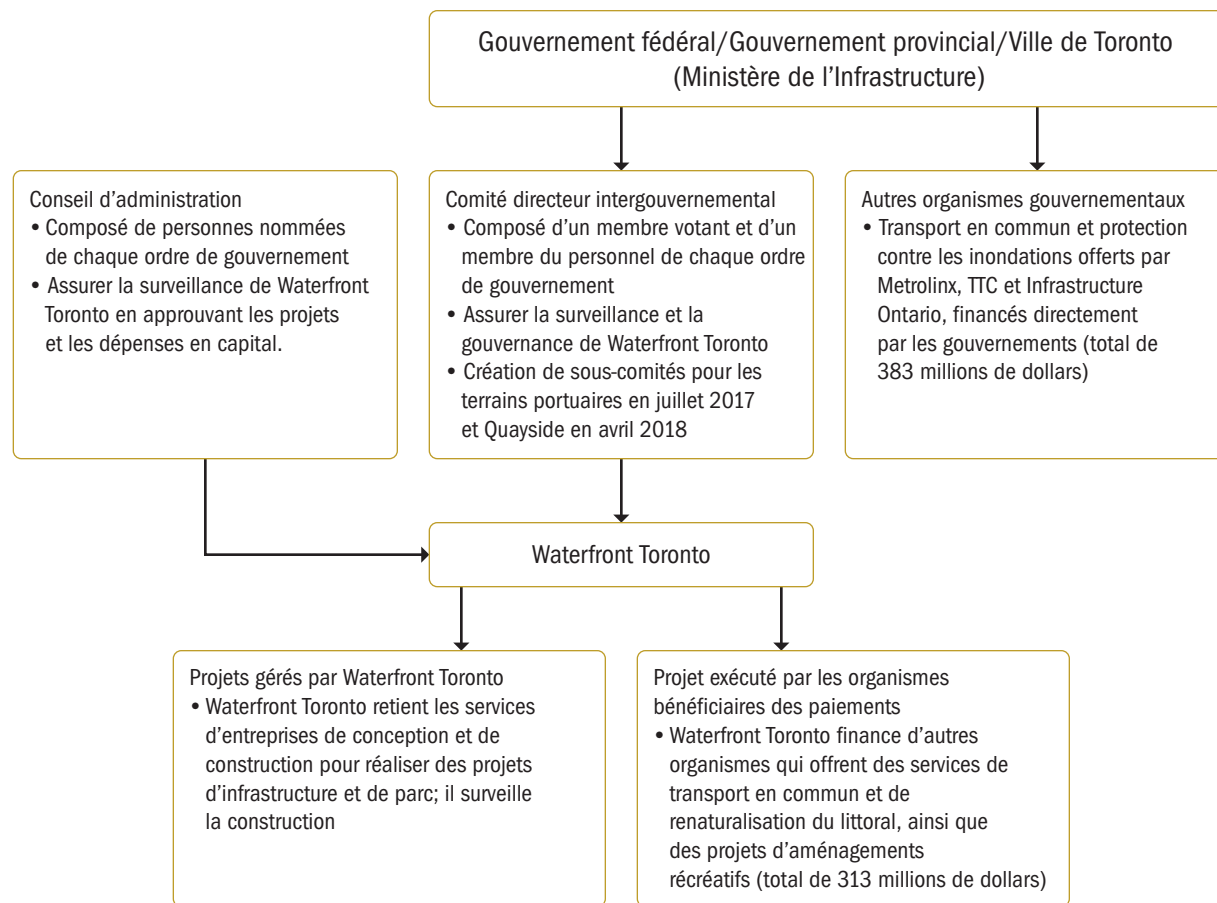 Gouvernement fédéral/Gouvernement provincial/Ville de Toronto
(Ministère de l’Infrastructure)
Conseil d’administration
• Composé de personnes nommées
de chaque ordre de gouvernement
• Assurer la surveillance de Waterfront
Toronto en approuvant les projets
et les dépenses en capital.
Comité directeur intergouvernemental
• Composé d’un membre votant et d’un
membre du personnel de chaque ordre
de gouvernement
• Assurer la surveillance et la
gouvernance de Waterfront Toronto
• Création de sous-comités pour les
terrains portuaires en juillet 2017
et Quayside en avril 2018
Autres organismes gouvernementaux
• Transport en commun et protection
contre les inondations offerts par
Metrolinx, TTC et Infrastructure
Ontario, financés directement
par les gouvernements (total de
383 millions de dollars)
Waterfront Toronto
Projets gérés par Waterfront Toronto
• Waterfront Toronto retient les services
d’entreprises de conception et de
construction pour réaliser des projets
d’infrastructure et de parc; il surveille
la construction
Projet exécuté par les organismes
bénéficiaires des paiements
• Waterfront Toronto finance d’autres
organismes qui offrent des services de
transport en commun et de
renaturalisation du littoral, ainsi que
des projets d’aménagements
récréatifs (total de 313 millions de dollars)